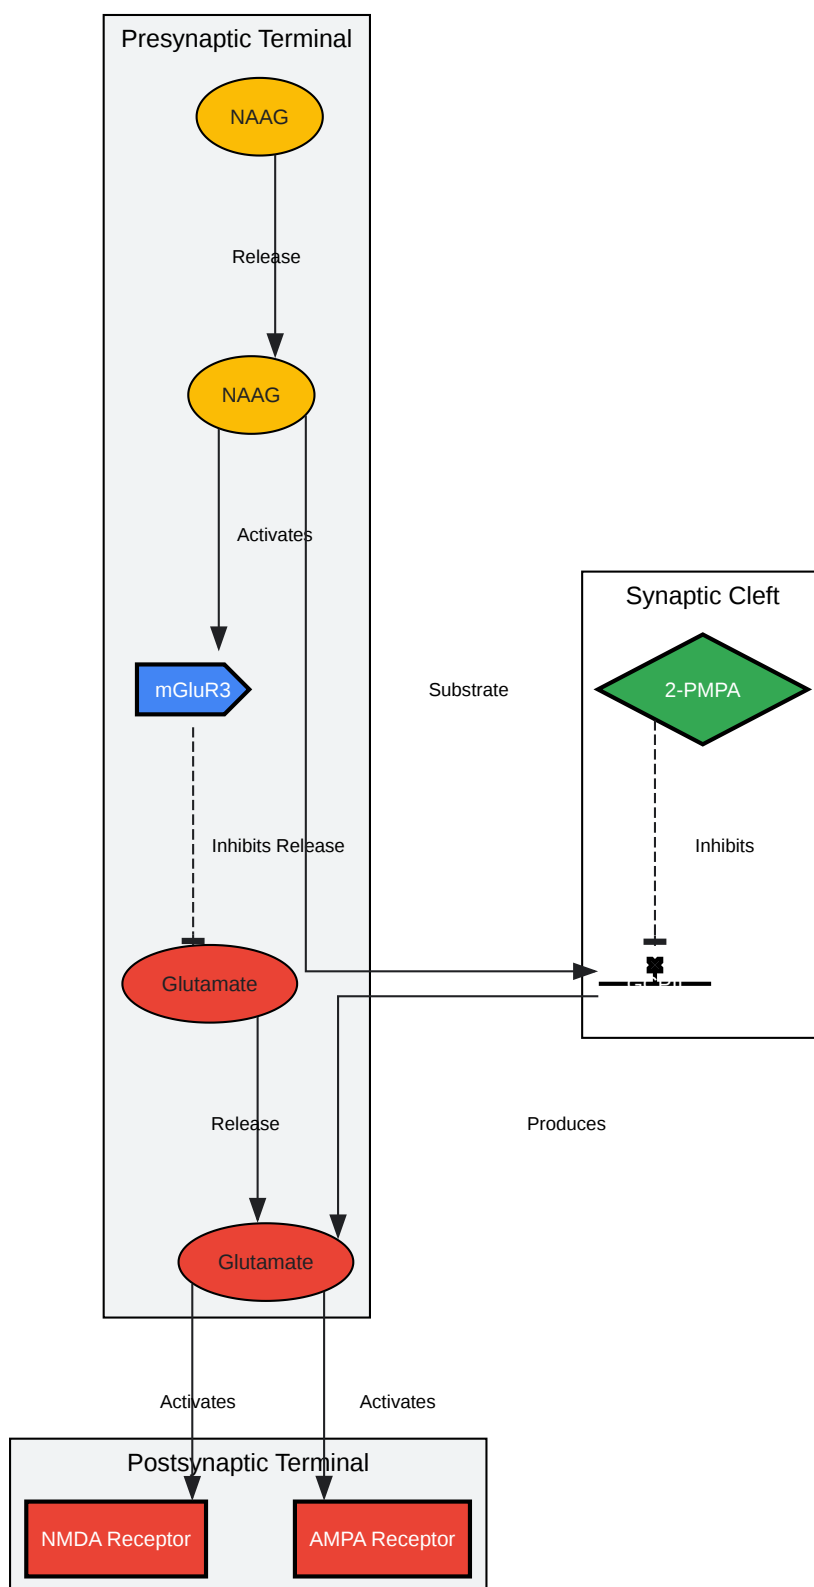 Presynaptic Terminal
NAAG
Release
NAAG
Activates
Synaptic Cleft
mGluR3
Substrate
2-PMPA
Inhibits Release
Inhibits
Glutamate
Release
Produces
Glutamate
Activates
Activates
Postsynaptic Terminal
NMDA Receptor
AMPA Receptor